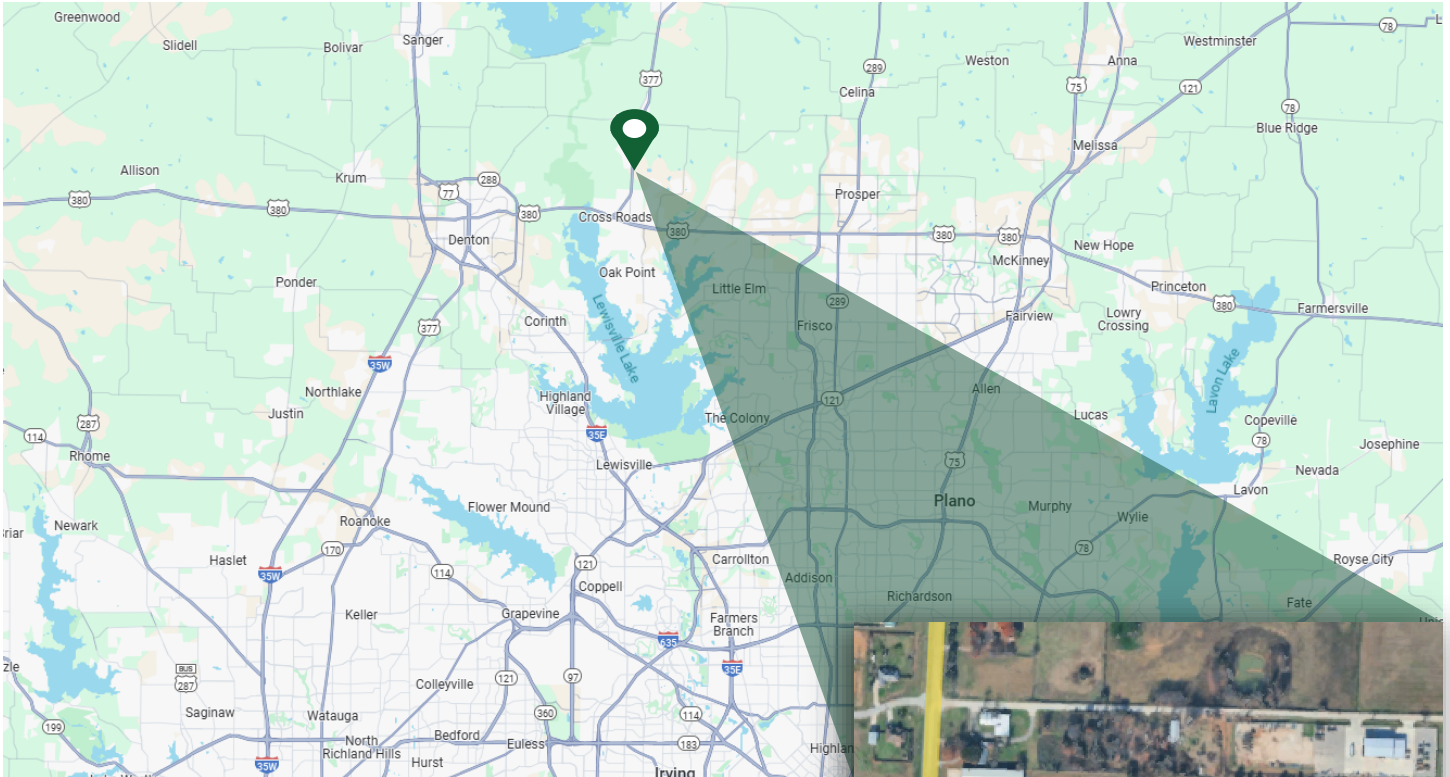 Greenwood
Slidell
Bolivar
Sanger
78
377
289
Weston
Westminster
Anna
75
121
Celina
78
Blue Ridge
Melissa
Allison
Krum
288
77
380
380
380
Prosper
Cross Roads
380
380
380
Denton
New Hope
McKinney
Oak Point
Little Elm
Ponder
Princeton
380
Farmersville
289
Lewisville Lake
Corinth
377
Frisco
Fairview
Lowry
Crossing
35W
Lavon Lake
Northlake
Justin
Highland
Village
Allen
121
The Colony
Lucas
287
114
Rhome
35E
Copeville
78
Josephine
Lewisville
75
Nevada
Lavon
Flower Mound
Plano
Murphy
Wylie
Newark
Roanoke
170
78
Haslet
35W
114
121
Coppell
Carrollton
Addison
Royse City
Richardson
Fate
Keller
Grapevine
Farmers
Branch
635
35E
BUS
287
Colleyville
121
97
Saginaw
Watauga
360
114
199
North
Richland Hills
Bedford
Euless
183
Hurst
35W
Irving